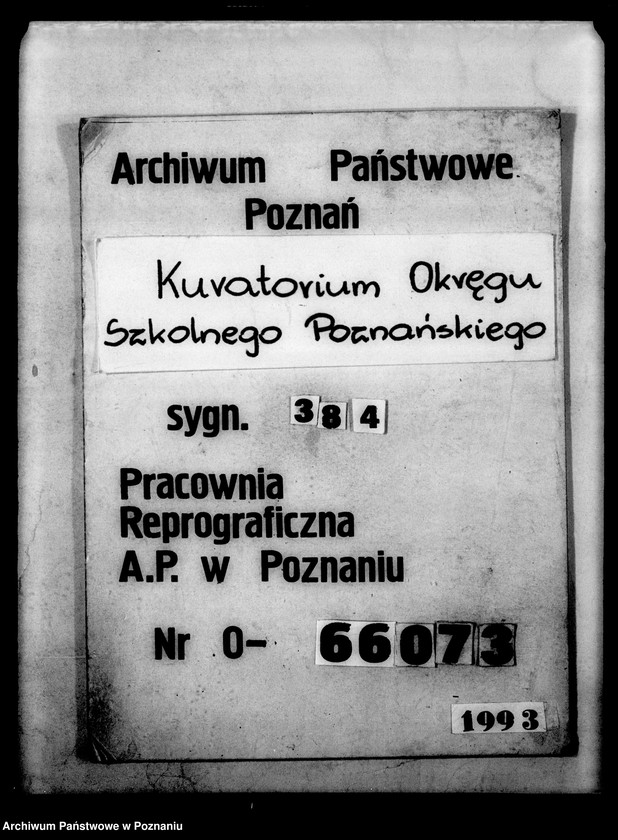 Archiwum Państwowe
Poznań
Kuratorium Okręgu
Szkolnego Poznańskiego
sygn. 384
Pracownia
Reprograficzna
A.P. w Poznaniu
Nr 0- 66073
1993
Archiwum Państwowe w Poznaniu